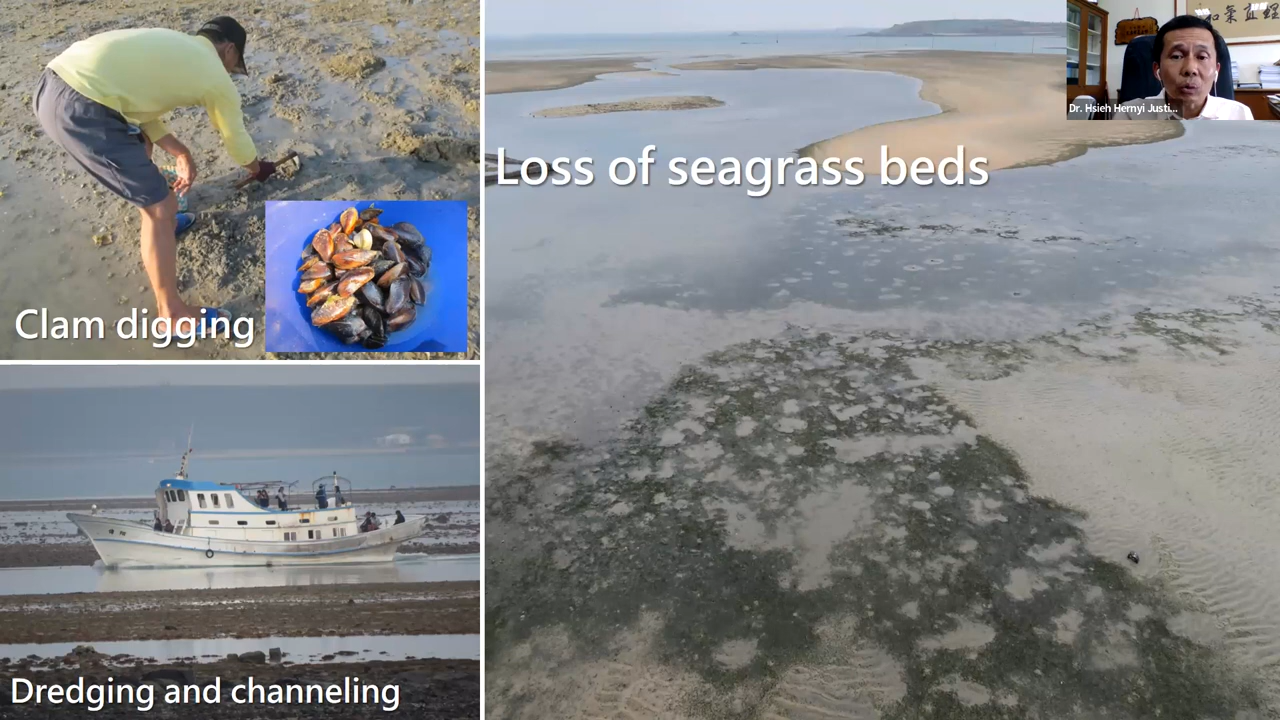 Clam digging
Dredging and channeling
Loss of seagrass beds
Dr. Hsieh Hernyi Justi...